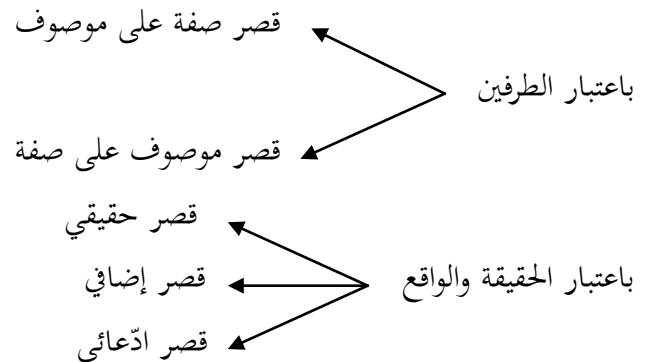 قصر صفة على موصوف
باعتبار الطرفين
قصر موصوف على صفة
قصر حقيقي
باعتبار الحقيقة والواقع
قصر إضافي
قصر ادّعائي